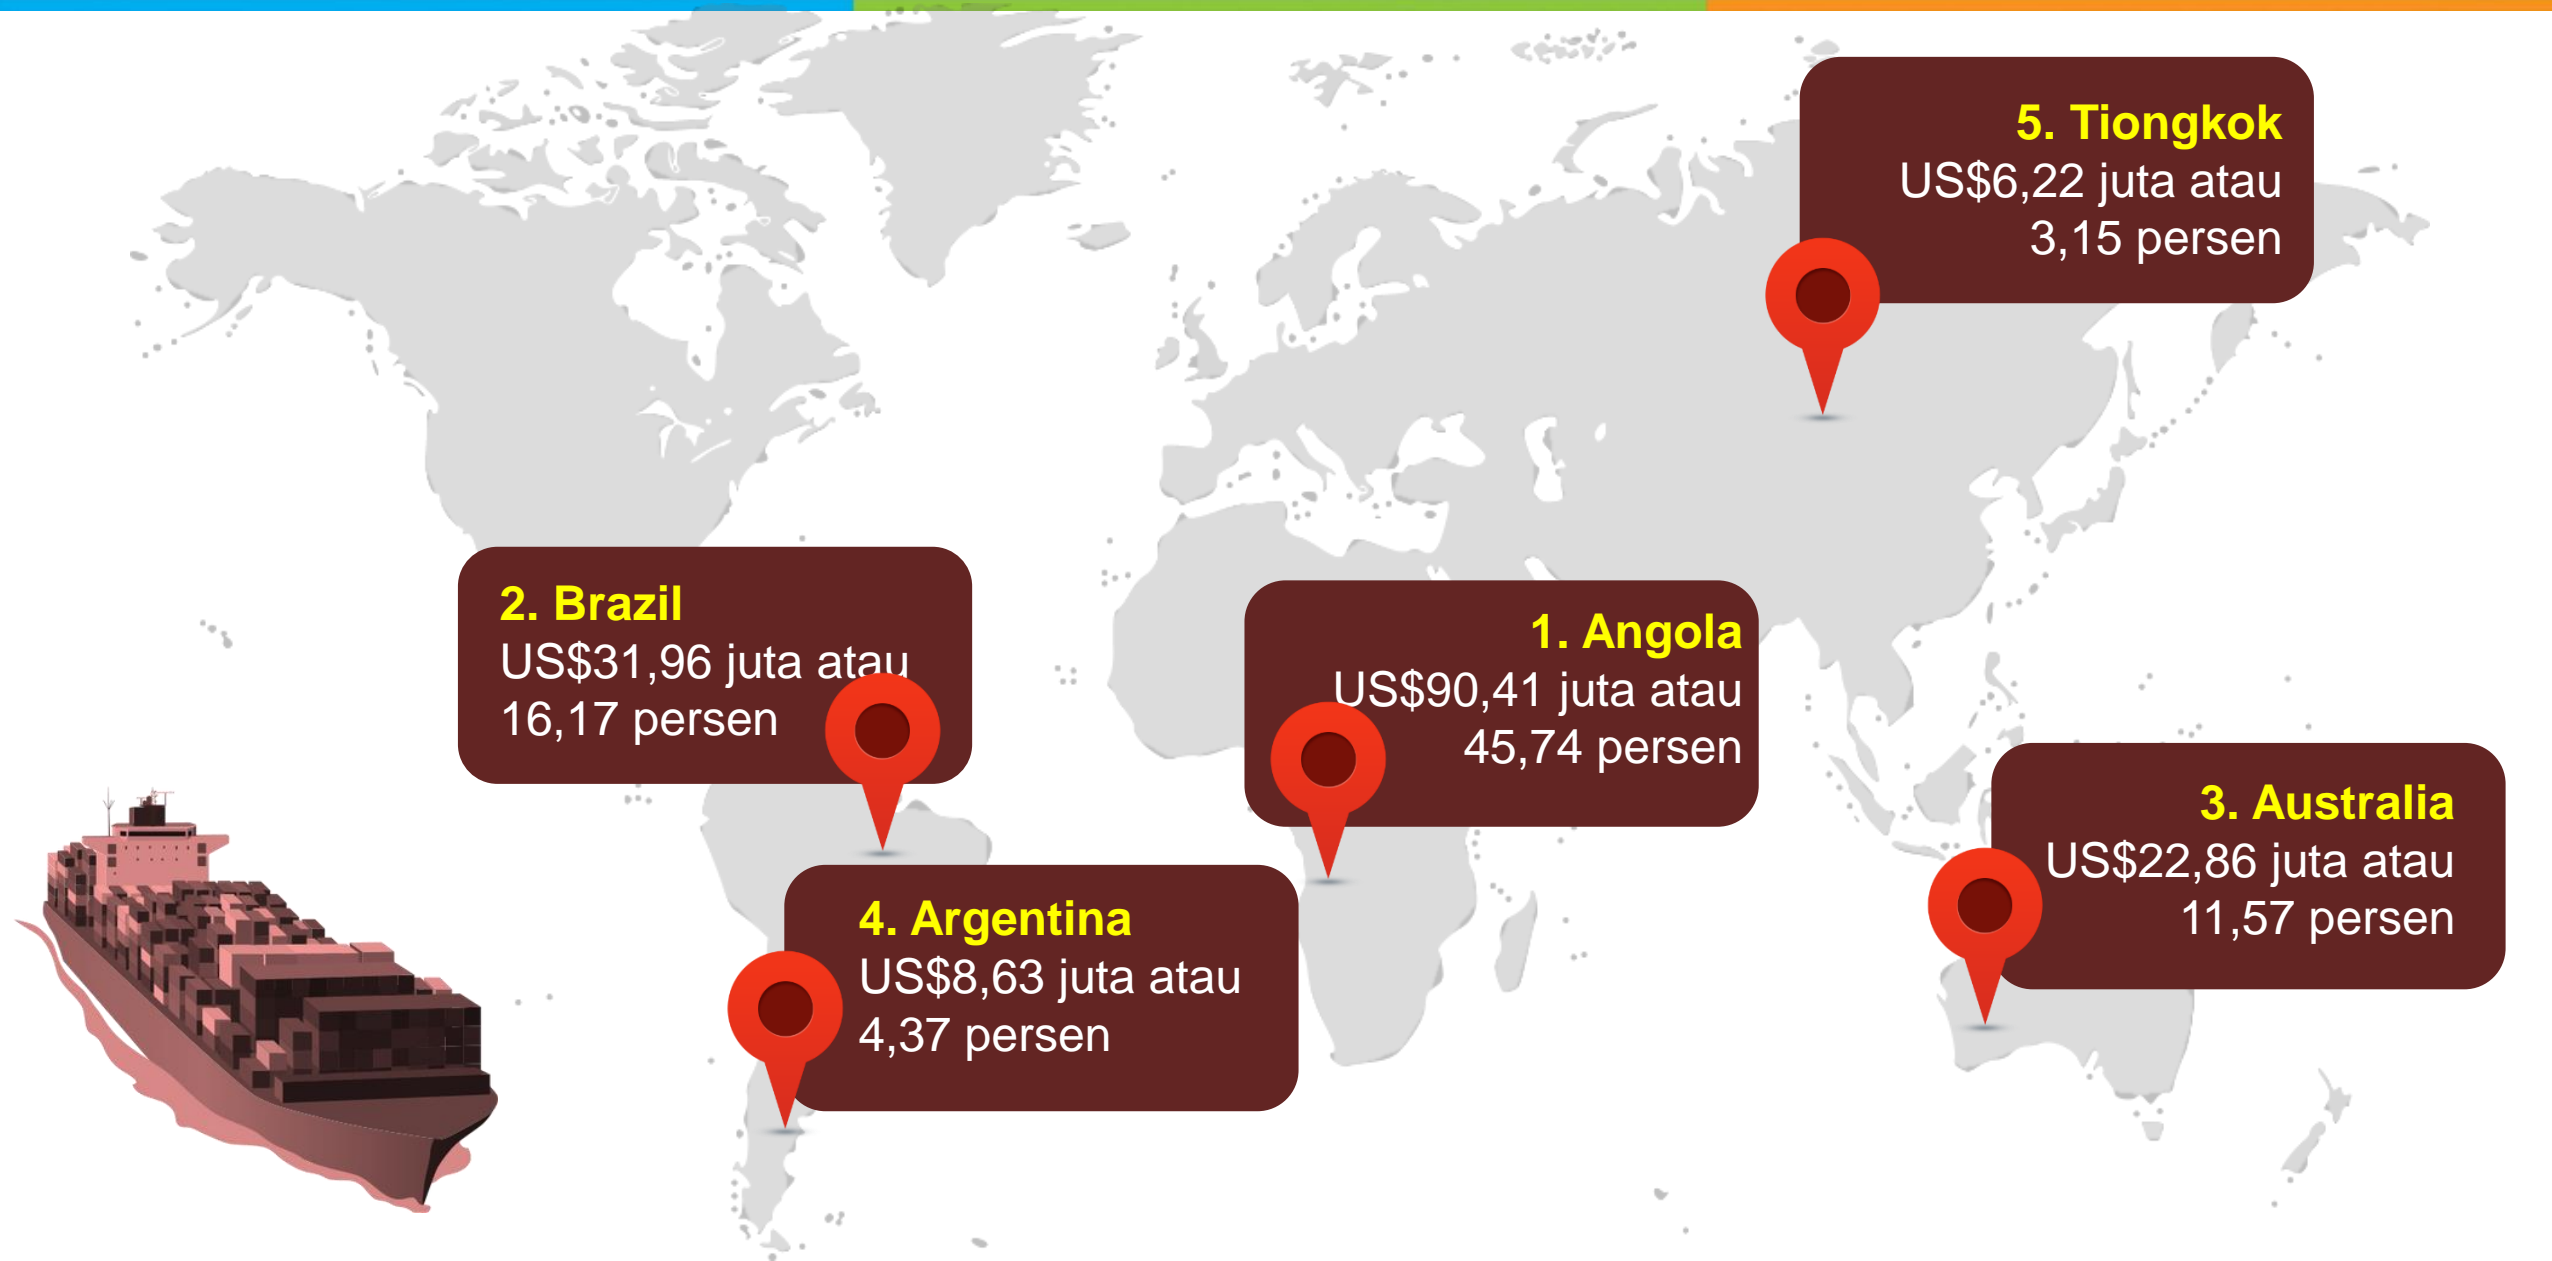 5. Tiongkok
US$6,22 juta atau
3,15 persen
2. Brazil
US$31,96 juta atau
16,17 persen
1. Angola
US$90,41 juta atau
45,74 persen
3. Australia
US$22,86 juta atau
11,57 persen
4. Argentina
US$8,63 juta atau
4,37 persen